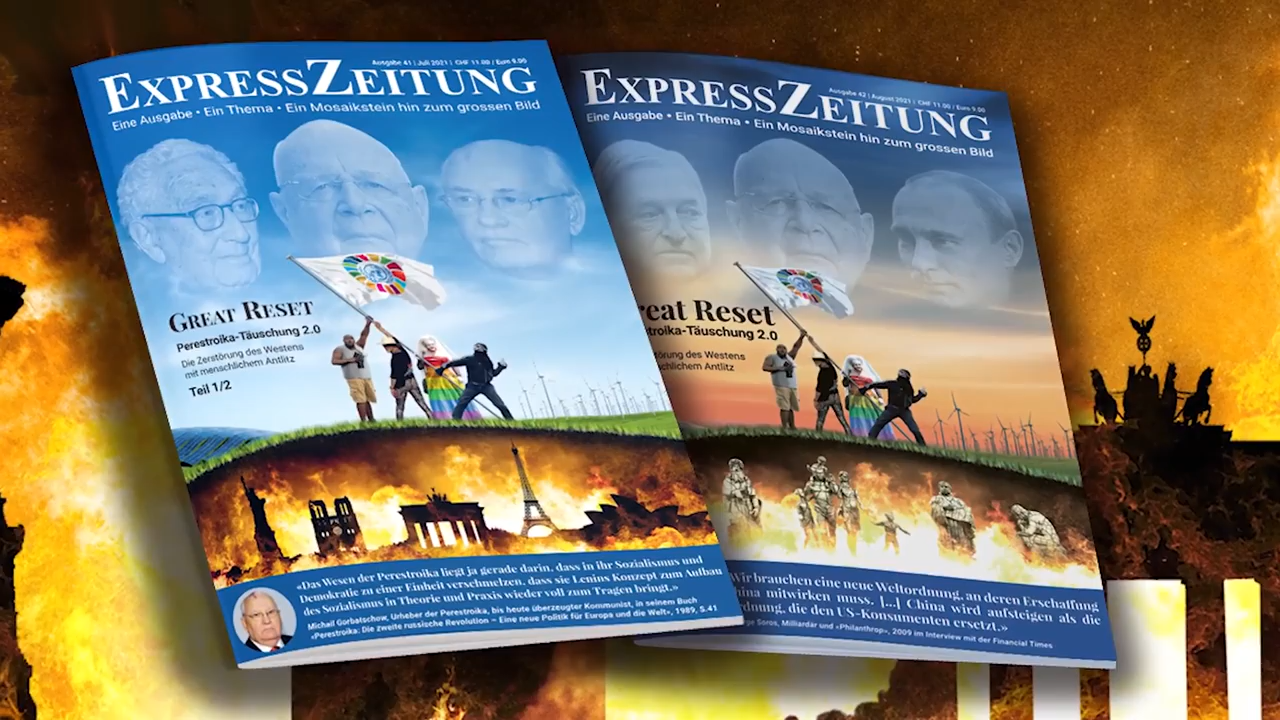 Ausgabe 41 | Juli 2021 | CHF 11.00 / Euro 9.00
EXPRESSZEITUNG
Eine Ausgabe • Ein Thema • Ein Mosaikstein hin zum grossen Bild
GREAT RESET
Perestroika-Täuschung 2.0
Die Zerstörung des Westens
mit menschlichem Antlitz
Teil 1/2
«Das Wesen der Perestroika liegt ja gerade darin, dass in ihr Sozialismus und
Demokratie zu einer Einheit verschmelzen, dass sie Lenins Konzept zum Aufbau
des Sozialismus in Theorie und Praxis wieder voll zum Tragen bringt.»
Michail Gorbatschow, Urheber der Perestroika, bis heute überzeugter Kommunist, in seinem Buch
«Perestroika: Die zweite russische Revolution – Eine neue Politik für Europa und die Welt», 1989, S.41
Ausgabe 42 | August 2021 | CHF 11.00 / Euro 9.00
EXPRESSZEITUNG
Eine Ausgabe • Ein Thema • Ein Mosaikstein hin zum grossen Bild
reat Reset
troika-Täuschung 2.0
törung des Westens
schlichem Antlitz
Wir brauchen eine neue Weltordnung, an deren Erschaffung
ina mitwirken muss. [...] China wird aufsteigen als die
dnung, die den US-Konsumenten ersetzt.»
rge Soros, Milliardär und «Philanthrop», 2009 im Interview mit der Financial Times